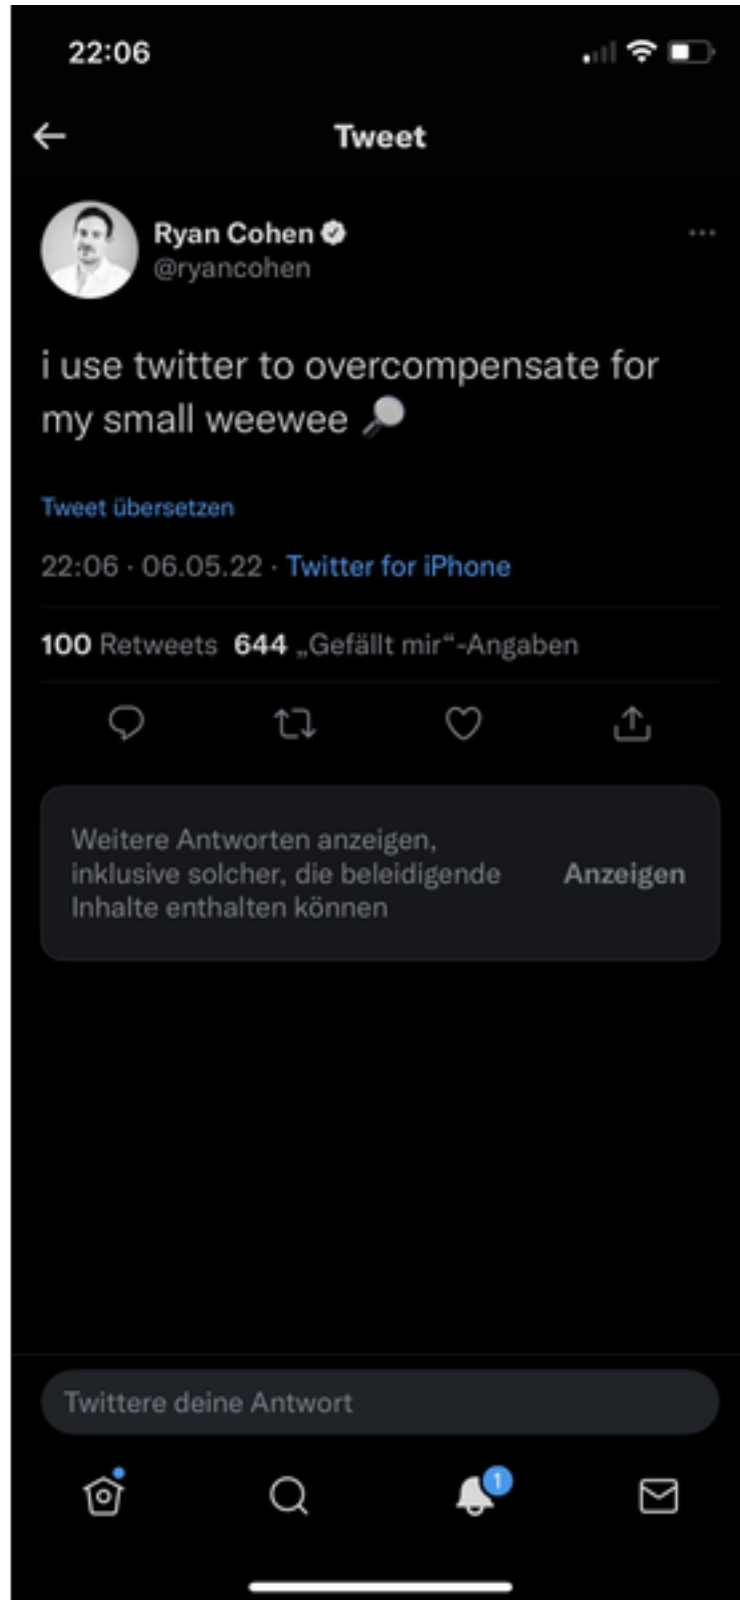 22:06
Tweet
Ryan Cohen
@ryancohen
i use twitter to overcompensate for
my small weewee 🔎
Tweet übersetzen
22:06 · 06.05.22 · Twitter for iPhone
100 Retweets 644 „Gefällt mir“-Angaben
Weitere Antworten anzeigen,
inklusive solcher, die beleidigende
Inhalte enthalten können
Anzeigen
Twittere deine Antwort
1